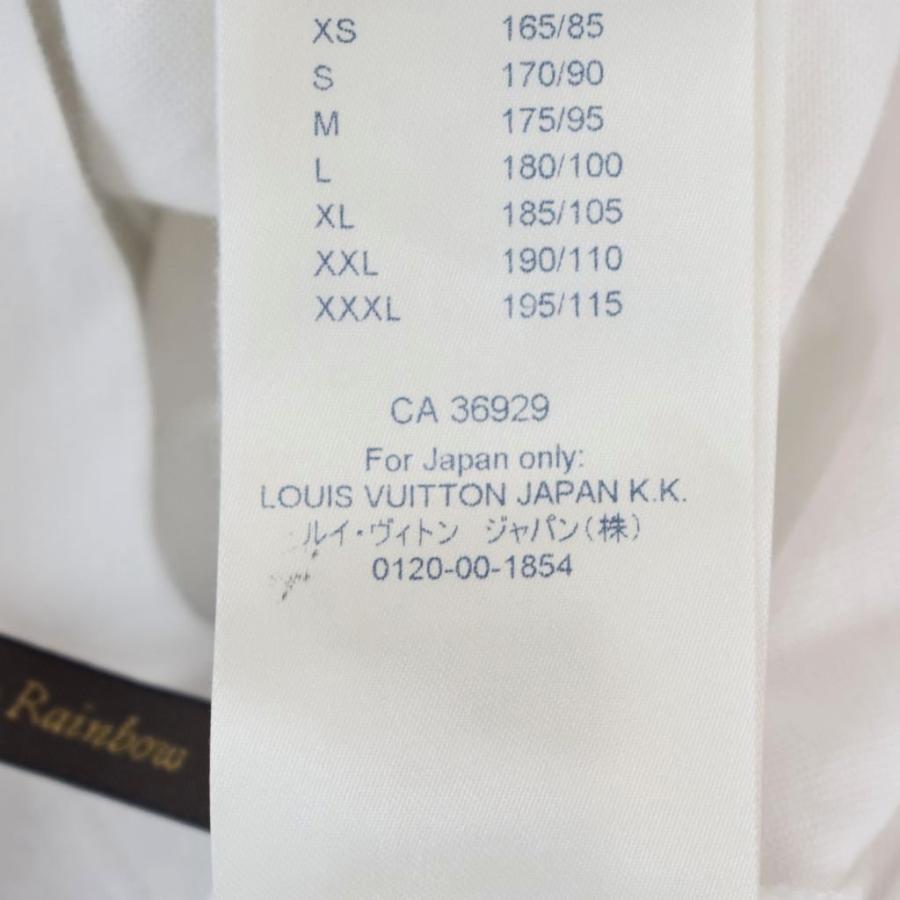 XS 165/85
S 170/90
M 175/95
L 180/100
XL 185/105
XXL 190/110
XXXL 195/115
CA 36929
For Japan only:
LOUIS VUITTON JAPAN K.K.
ルイ・ヴィトン ジャパン(株)
0120-00-1854
Rainbow